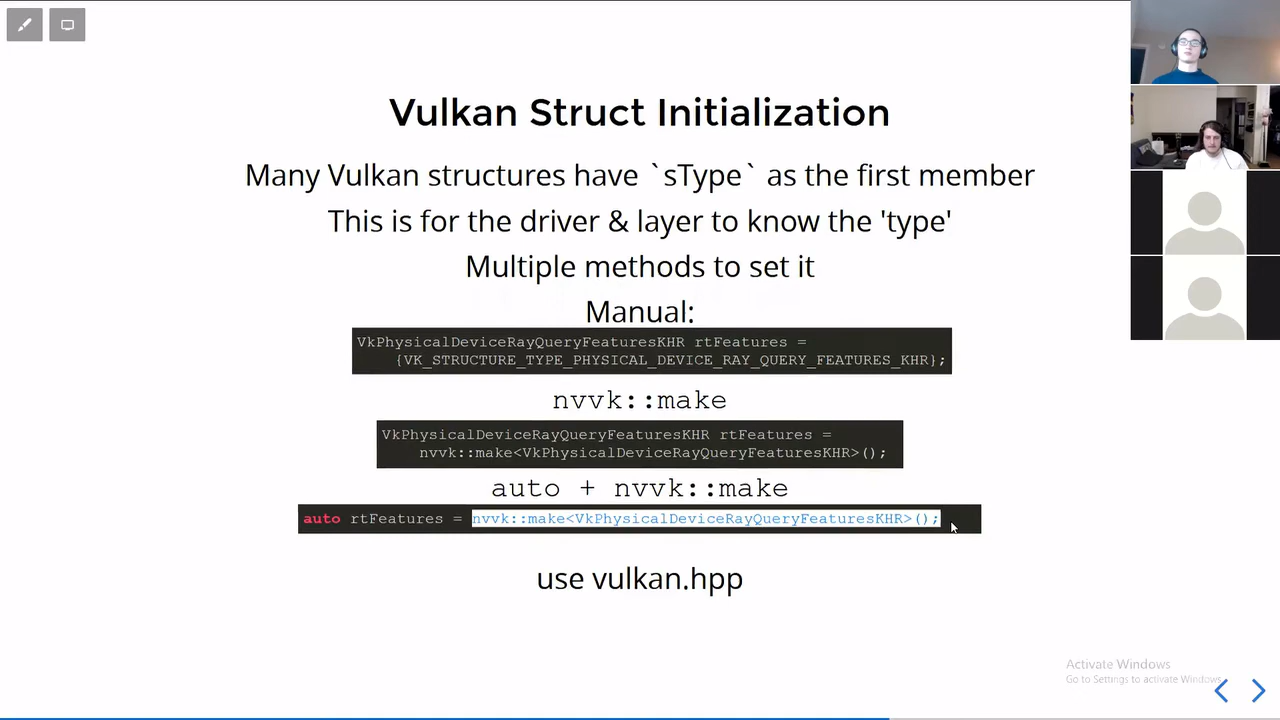 Vulkan Struct Initialization
Many Vulkan structures have `sType` as the first member
This is for the driver & layer to know the 'type'
Multiple methods to set it
Manual:
VkPhysicalDeviceRayQueryFeaturesKHR rtFeatures =
{VK_STRUCTURE_TYPE_PHYSICAL_DEVICE_RAY_QUERY_FEATURES_KHR};
nvvk::make
VkPhysicalDeviceRayQueryFeaturesKHR rtFeatures =
nvvk::make<VkPhysicalDeviceRayQueryFeaturesKHR>();
auto + nvvk::make
auto rtFeatures = nvvk::make<VkPhysicalDeviceRayQueryFeaturesKHR>();
use vulkan.hpp
Activate Windows
Go to Settings to activate Windows.